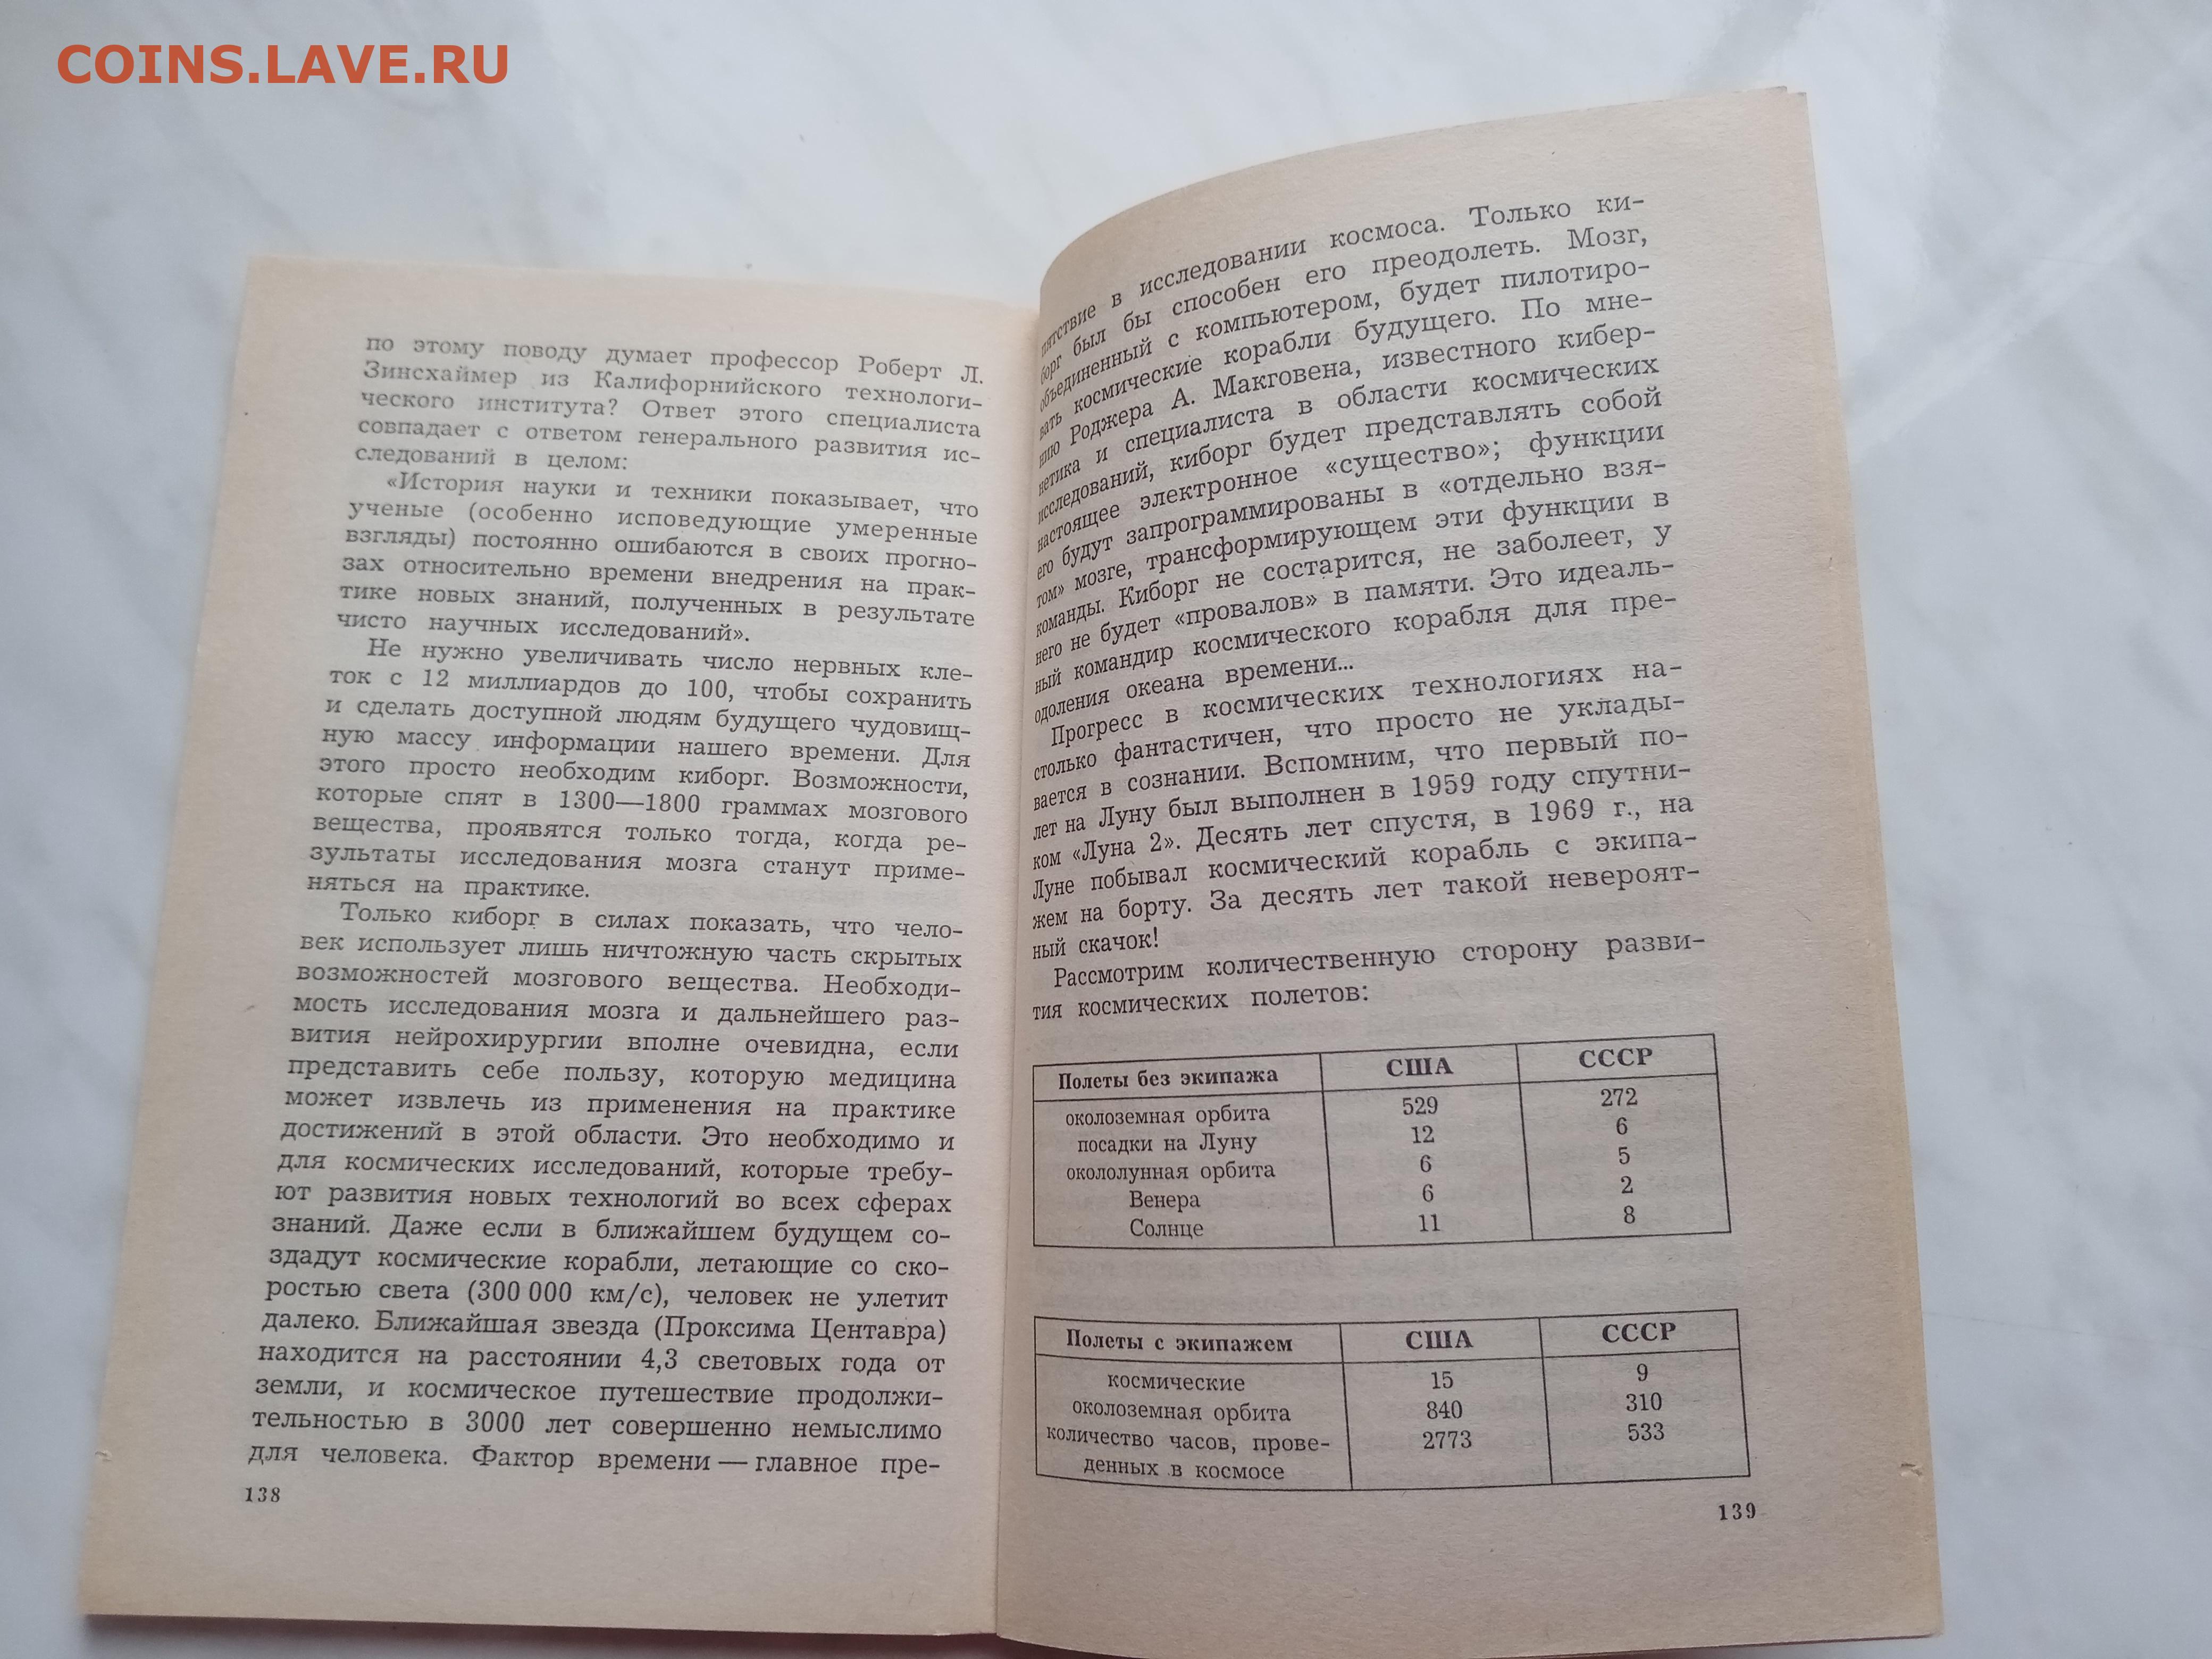 COINS.LAVE.RU
по этому поводу думает профессор Роберт Л.
Зинсхаймер из Калифорнийского технологи-
ческого института? Ответ этого специалиста
совпадает с ответом генерального развития ис-
следований в целом:
«История науки и техники показывает, что
ученые (особенно исповедующие умеренные
взгляды) постоянно ошибаются в своих прогно-
зах относительно времени внедрения на прак-
тике новых знаний, полученных в результате
чисто научных исследований».
Не нужно увеличивать число нервных кле-
ток с 12 миллиардов до 100, чтобы сохранить
и сделать доступной людям будущего чудовищ-
ную массу информации нашего времени. Для
этого просто необходим киборг. Возможности,
которые спят в 1300—1800 граммах мозгового
вещества, проявятся только тогда, когда ре-
зультаты исследования мозга станут приме-
няться на практике.
Только киборг в силах показать, что чело-
век использует лишь ничтожную часть скрытых
возможностей мозгового вещества. Необходи-
мость исследования мозга и дальнейшего раз-
вития нейрохирургии вполне очевидна, если
представить себе пользу, которую медицина
может извлечь из применения на практике
достижений в этой области. Это необходимо и
для космических исследований, которые требу-
ют развития новых технологий во всех сферах
знаний. Даже если в ближайшем будущем со-
здадут космические корабли, летающие со ско-
ростью света (300 000 км/с), человек не улетит
далеко. Ближайшая звезда (Проксима Центавра)
находится на расстоянии 4,3 световых года от
земли, и космическое путешествие продолжи-
тельностью в 3000 лет совершенно немыслимо
для человека. Фактор времени — главное пре-
138
пятствие в исследовании космоса. Только ки-
борг был бы способен его преодолеть. Мозг,
объединенный с компьютером, будет пилотиро-
вать космические корабли будущего. По мне-
нию Роджера А. Макговена, известного кибер-
нетика и специалиста в области космических
исследований, киборг будет представлять собой
настоящее электронное «существо»; функции
его будут запрограммированы в «отдельно взя-
том» мозге, трансформирующем эти функции в
команды. Киборг не состарится, не заболеет, у
него не будет «провалов» в памяти. Это идеаль-
ный командир космического корабля для пре-
одоления океана времени...
Прогресс в космических технологиях на-
столько фантастичен, что просто не уклады-
вается в сознании. Вспомним, что первый по-
лет на Луну был выполнен в 1959 году спутни-
ком «Луна 2». Десять лет спустя, в 1969 г., на
Луне побывал космический корабль с экипа-
жем на борту. За десять лет такой невероят-
ный скачок!
Рассмотрим количественную сторону разви-
тия космических полетов:
Полеты без экипажа США СССР
околоземная орбита 529 272
посадки на Луну 12 6
окололунная орбита 6 5
Венера 6 2
Солнце 11 8
Полеты с экипажем США СССР
космические 15 9
околоземная орбита 840 310
количество часов, прове- 2773 533
денных в космосе
139